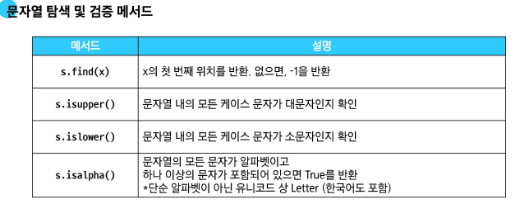 문자열 탐색 및 검증 메서드
메서드 설명
s.find(x) x의 첫 번째 위치를 반환. 없으면, -1을 반환
s.isupper() 문자열 내의 모든 케이스 문자가 대문자인지 확인
s.islower() 문자열 내의 모든 케이스 문자가 소문자인지 확인
s.isalpha() 문자열의 모든 문자가 알파벳이고
하나 이상의 문자가 포함되어 있으면 True를 반환
*단순 알파벳이 아닌 유니코드 상 Letter (한국어도 포함)